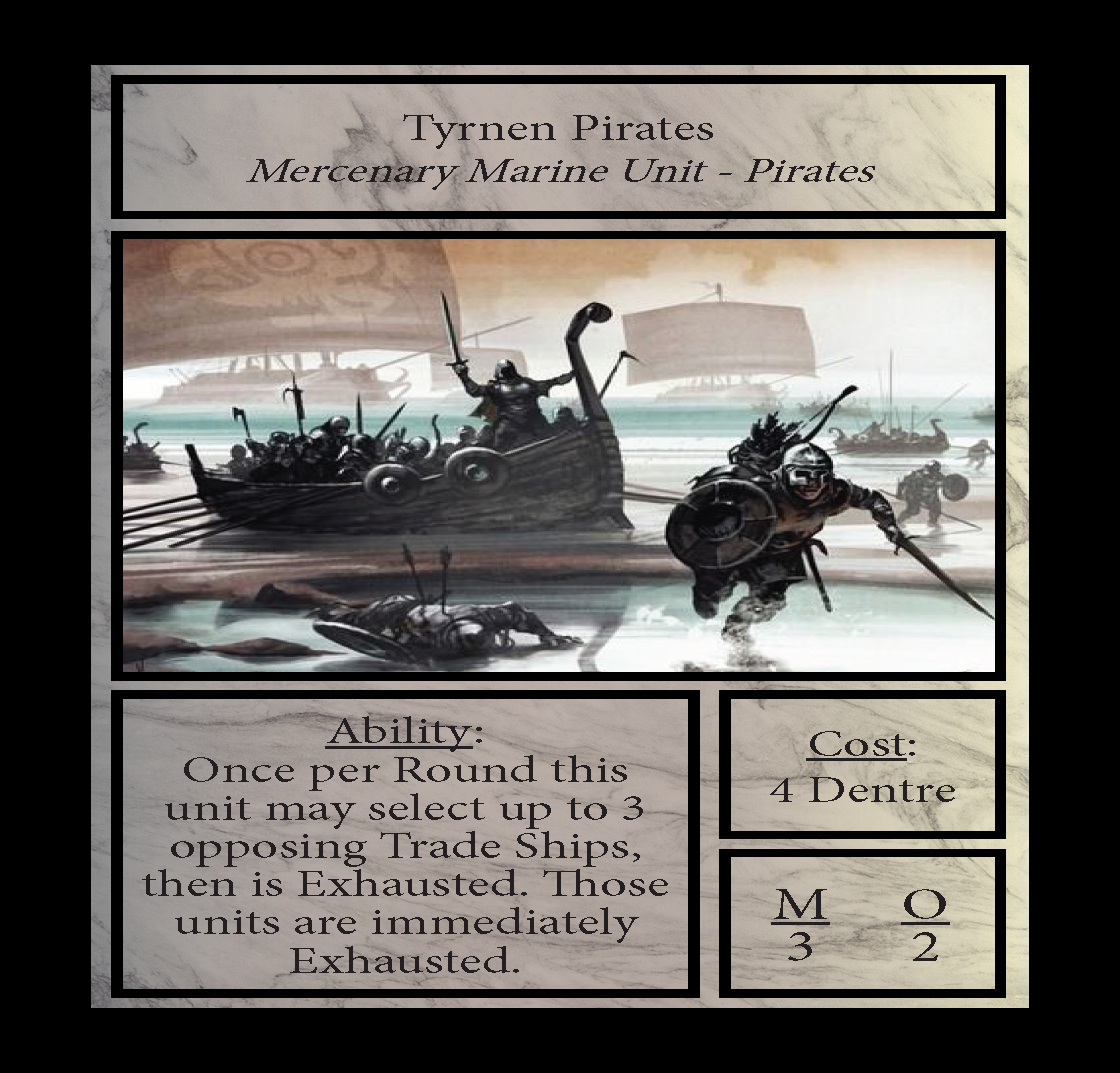 Tyrnen Pirates
Mercenary Marine Unit - Pirates
Ability:
Once per Round this
unit may select up to 3
opposing Trade Ships,
then is Exhausted. Those
units are immediately
Exhausted.
Cost:
4 Dentre
M O
3 2